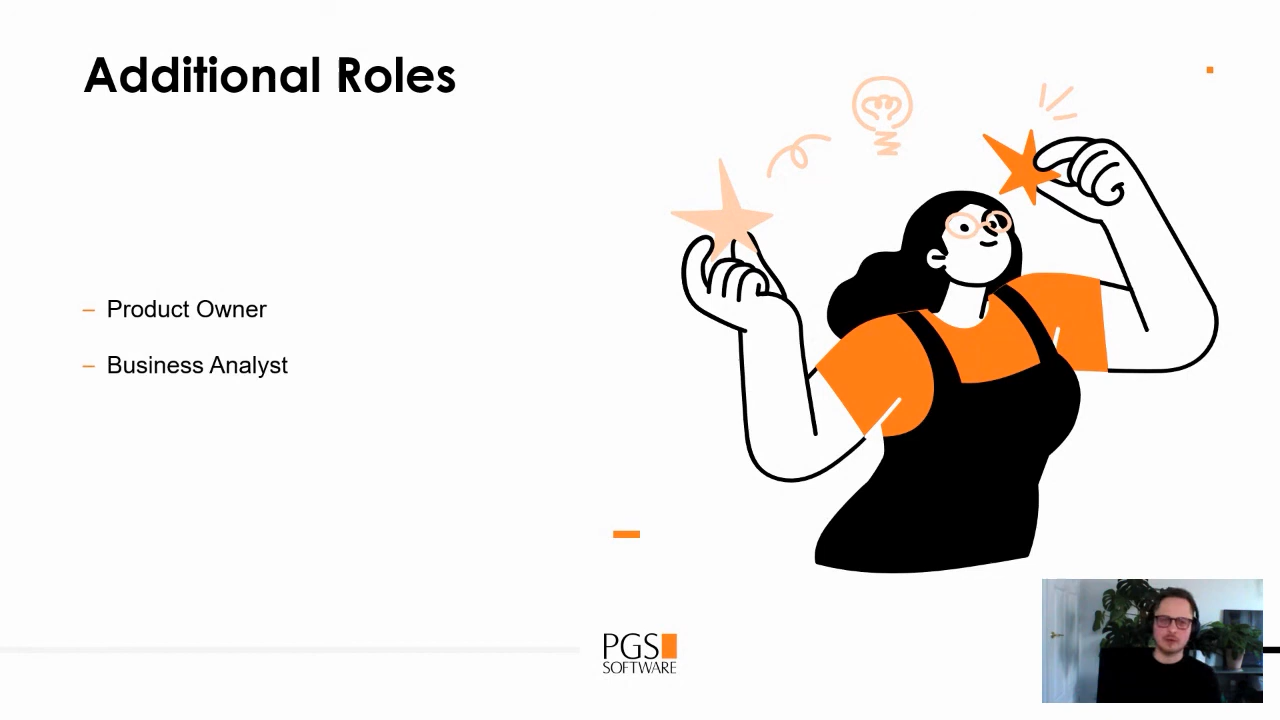 Additional Roles
– Product Owner
– Business Analyst
PGS
SOFTWARE